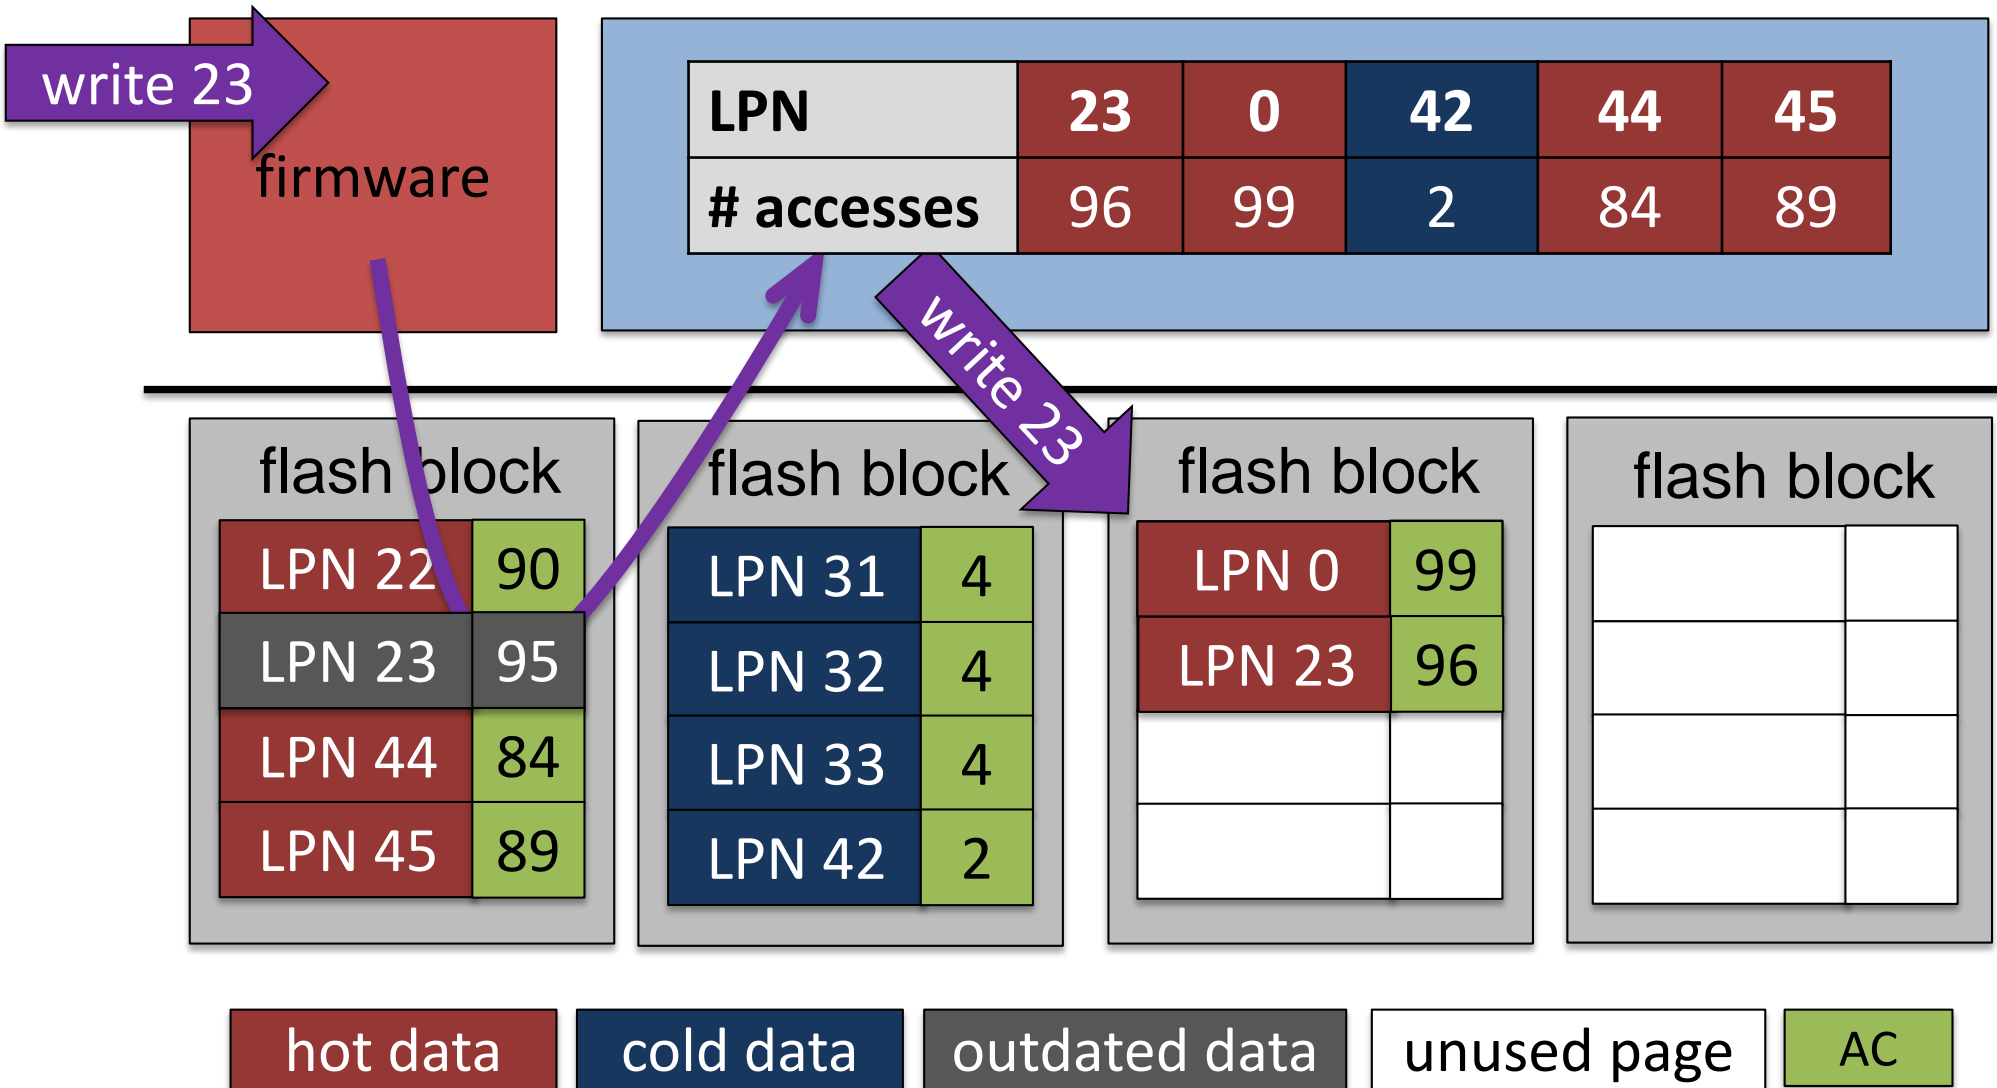 write 23
firmware
LPN 23 0 42 44 45
# accesses 96 99 2 84 89
write 23
flash block
LPN 22 90
LPN 23 95
LPN 44 84
LPN 45 89
flash block
LPN 31 4
LPN 32 4
LPN 33 4
LPN 42 2
flash block
LPN 0 99
LPN 23 96
flash block
hot data
cold data
outdated data
unused page
AC